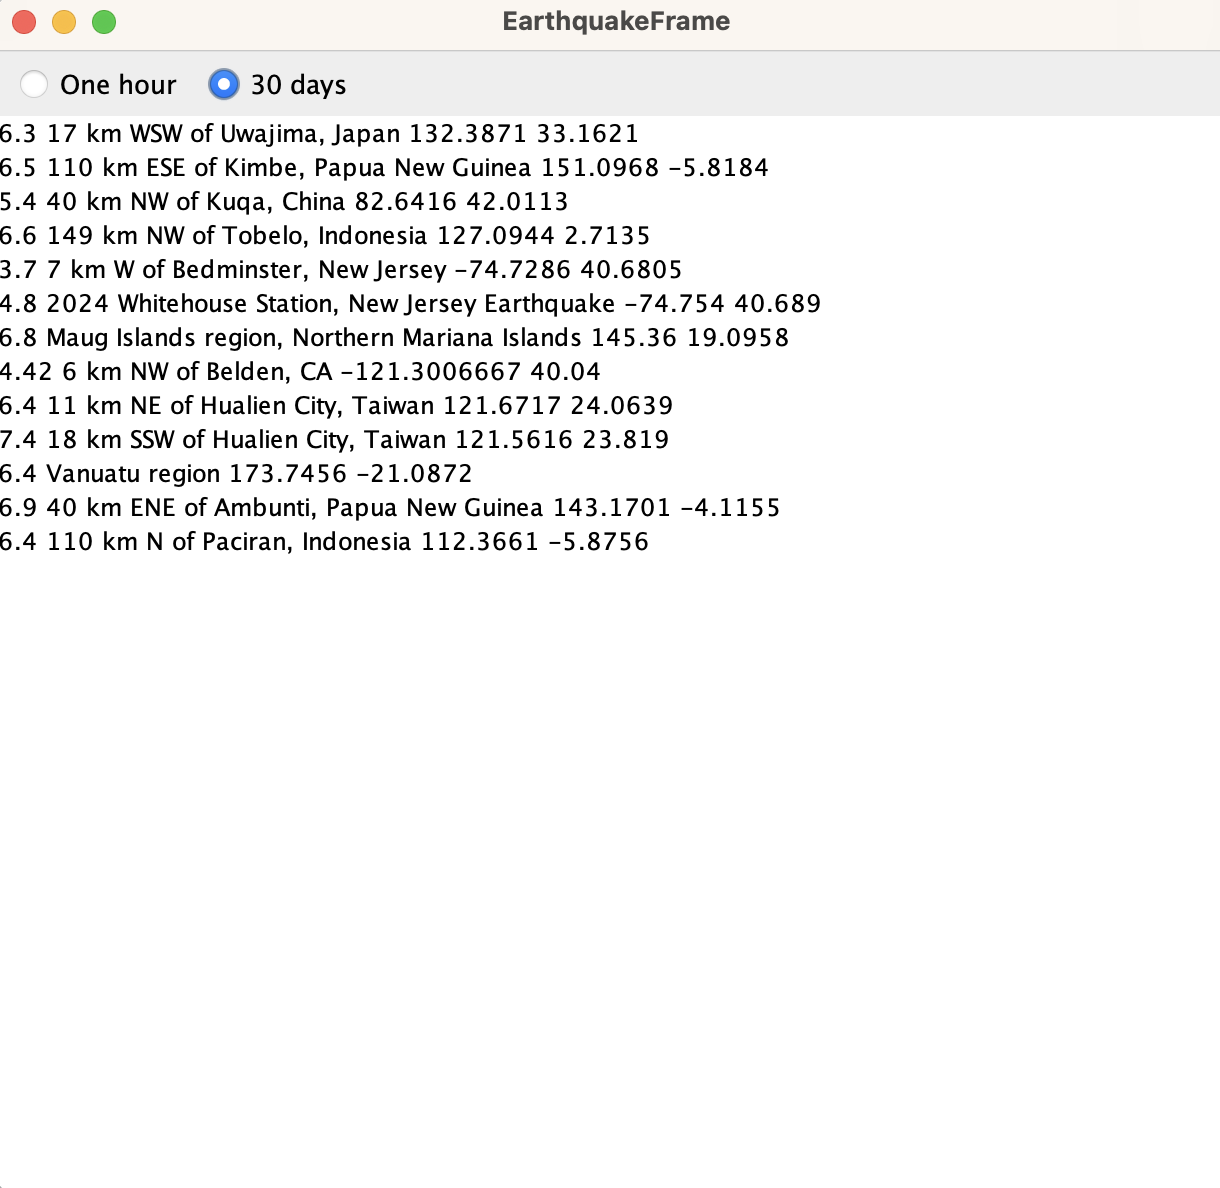 EarthquakeFrame
One hour 30 days
6.3 17 km WSW of Uwajima, Japan 132.3871 33.1621
6.5 110 km ESE of Kimbe, Papua New Guinea 151.0968 -5.8184
5.4 40 km NW of Kuqa, China 82.6416 42.0113
6.6 149 km NW of Tobelo, Indonesia 127.0944 2.7135
3.7 7 km W of Bedminster, New Jersey -74.7286 40.6805
4.8 2024 Whitehouse Station, New Jersey Earthquake -74.754 40.689
6.8 Maug Islands region, Northern Mariana Islands 145.36 19.0958
4.42 6 km NW of Belden, CA -121.3006667 40.04
6.4 11 km NE of Hualien City, Taiwan 121.6717 24.0639
7.4 18 km SSW of Hualien City, Taiwan 121.5616 23.819
6.4 Vanuatu region 173.7456 -21.0872
6.9 40 km ENE of Ambunti, Papua New Guinea 143.1701 -4.1155
6.4 110 km N of Paciran, Indonesia 112.3661 -5.8756